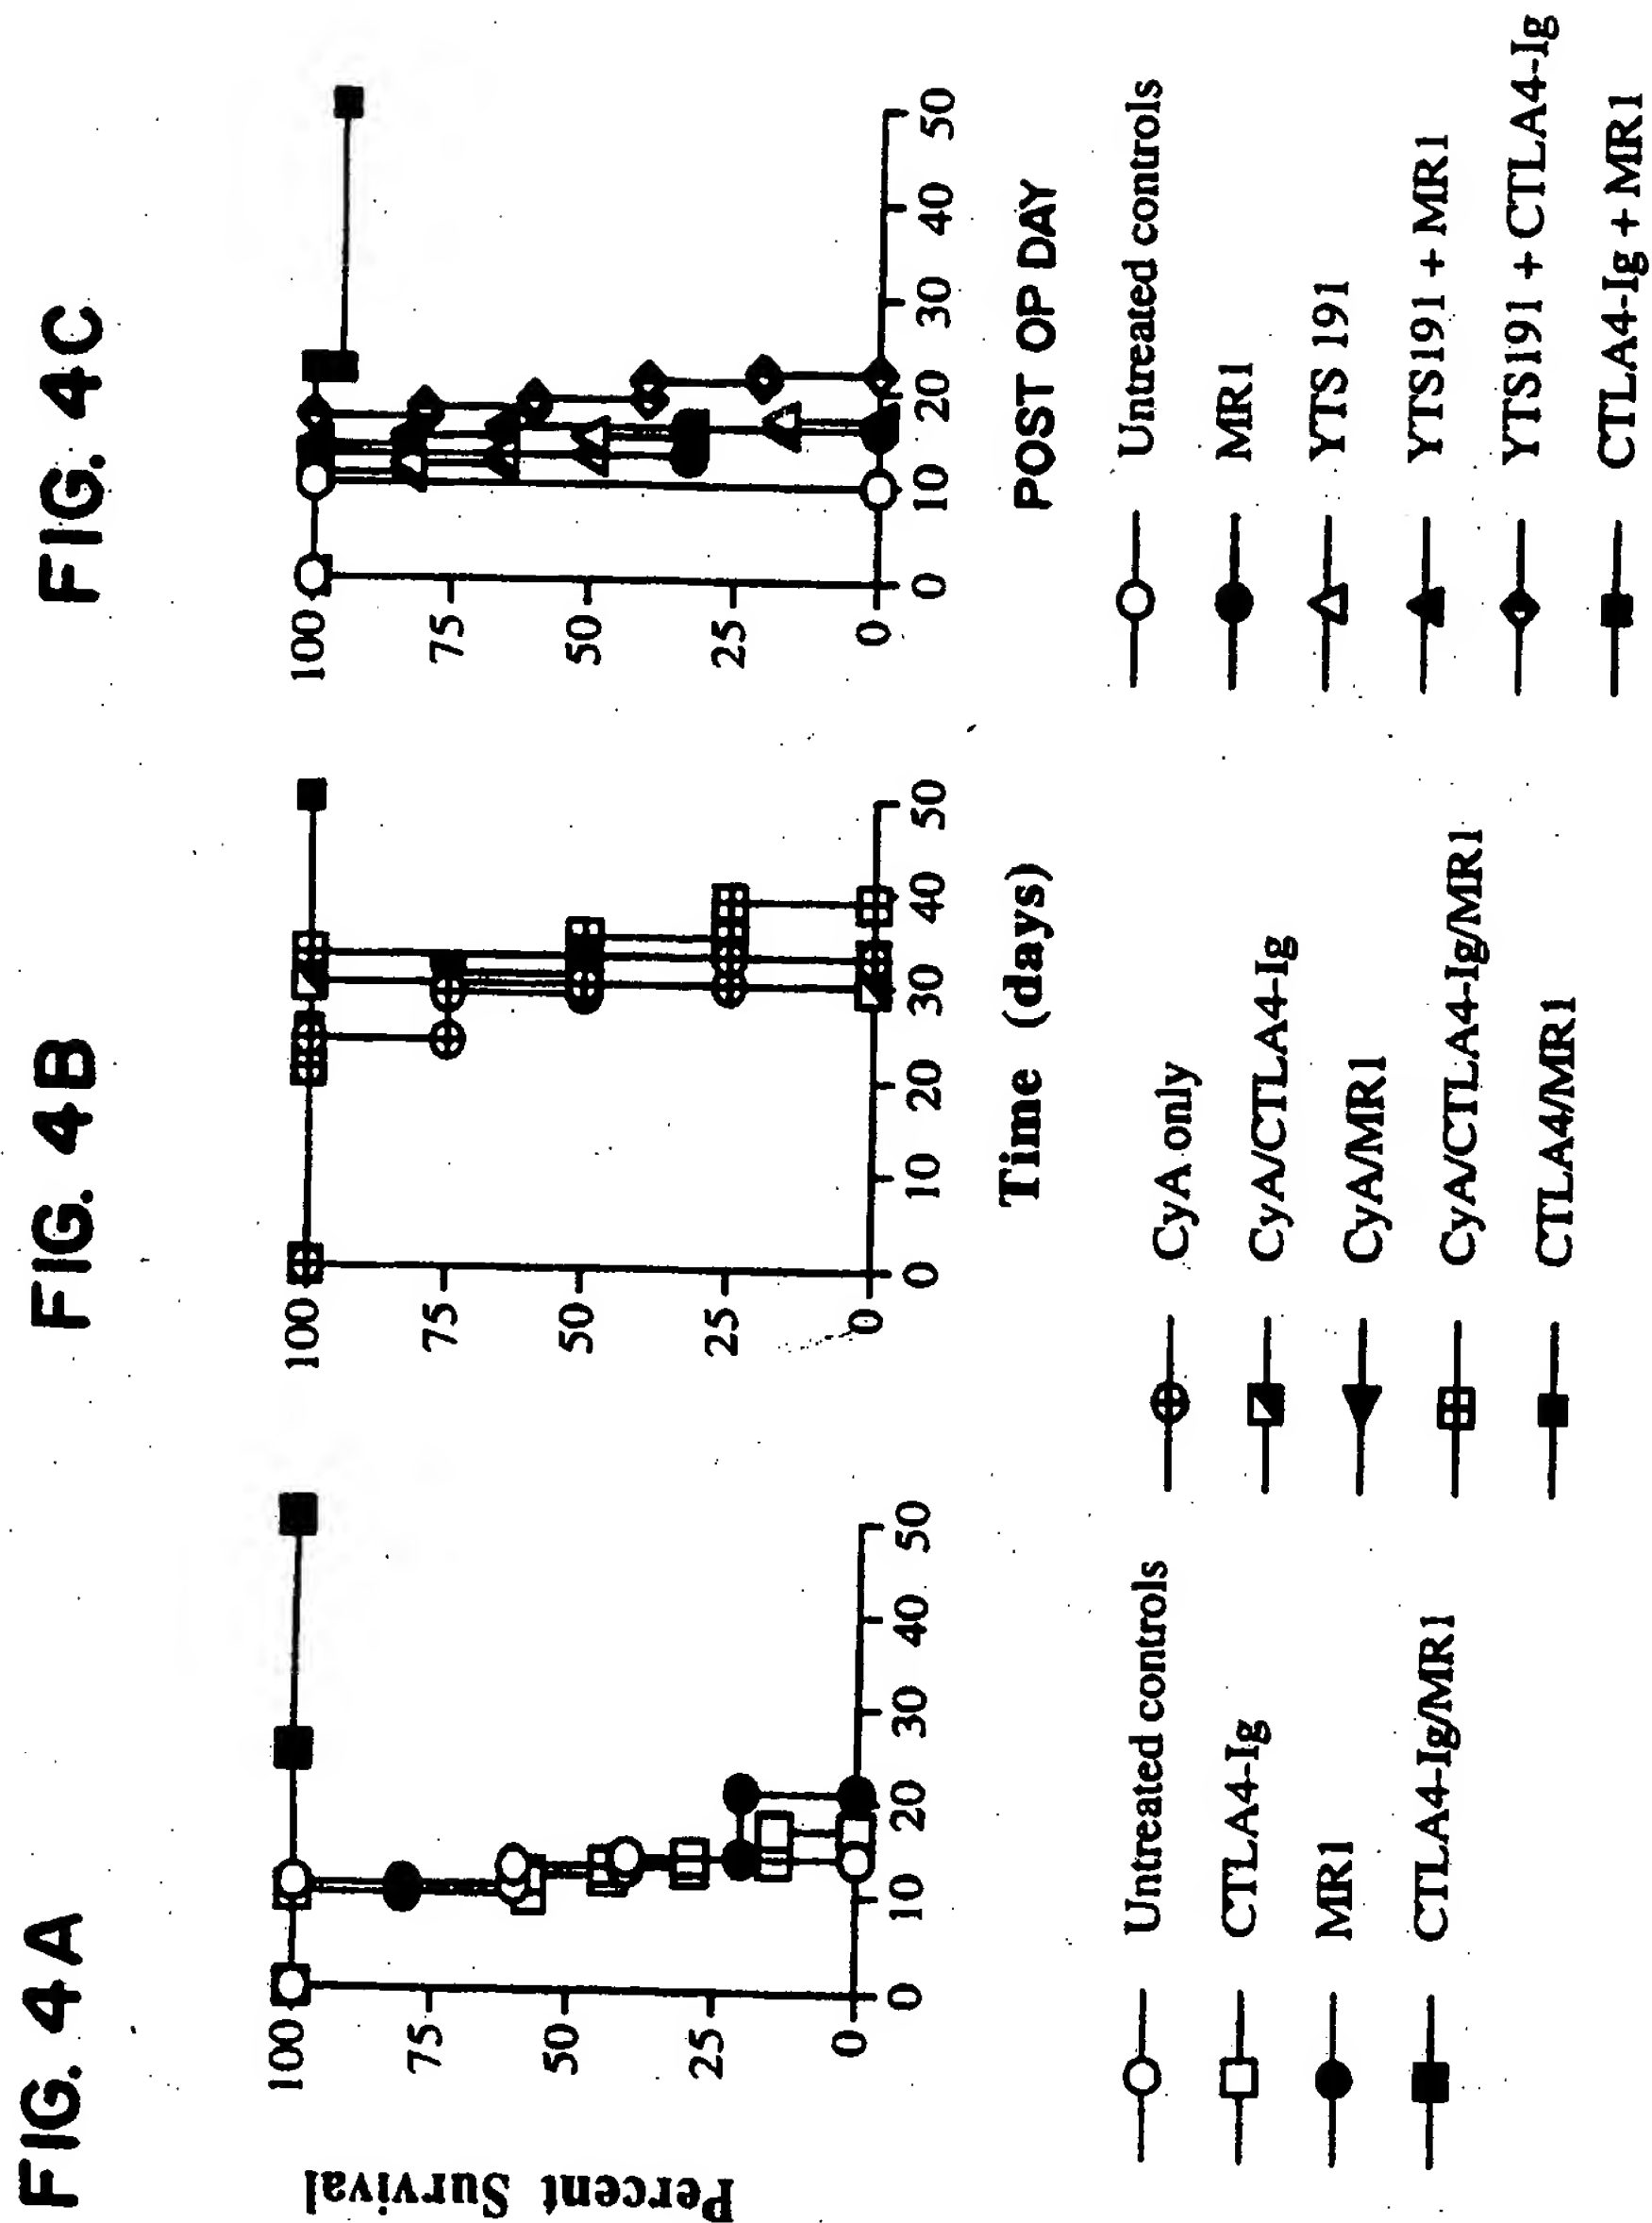 FIG. 4A
Percent Survival
100
75
50
25
0
0 10 20 30 40 50
Untreated controls
CTLA4-Ig
MR1
CTLA4-Ig/MR1
FIG. 4B
100
75
50
25
0
0 10 20 30 40 50
Time (days)
CyA only
CyA/CTLA4-Ig
CyA/MR1
CyA/CTLA4-Ig/MR1
CTLA4/MR1
FIG. 4C
100
75
50
25
0
0 10 20 30 40 50
POST OP DAY
Untreated controls
MR1
YTS 191
YTS191 + MR1
YTS191 + CTLA4-Ig
CTLA4-Ig + MR1